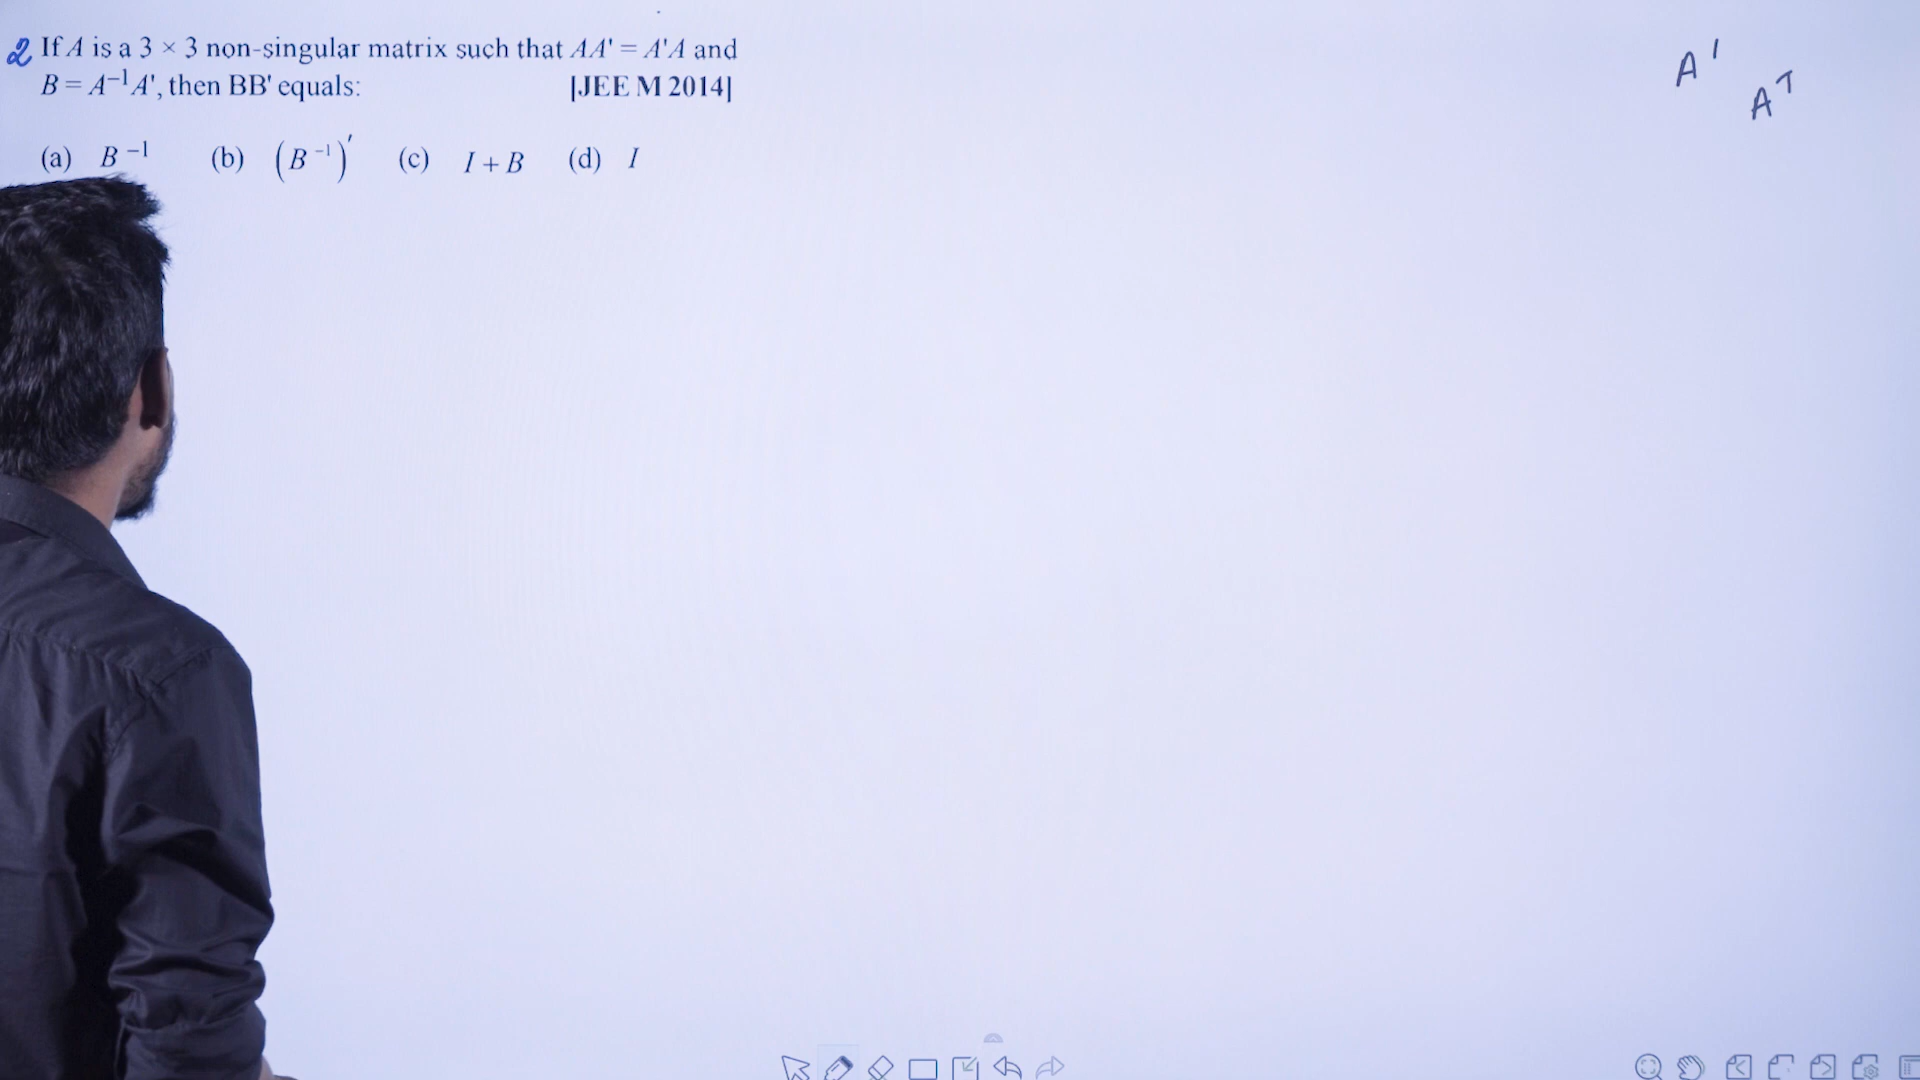 2 If A is a 3 × 3 non-singular matrix such that AA' = A'A and
B = A⁻¹A', then BB' equals: [JEE M 2014]
(a) B⁻¹ (b) (B⁻¹)' (c) I + B (d) I
A'
Aᵀ